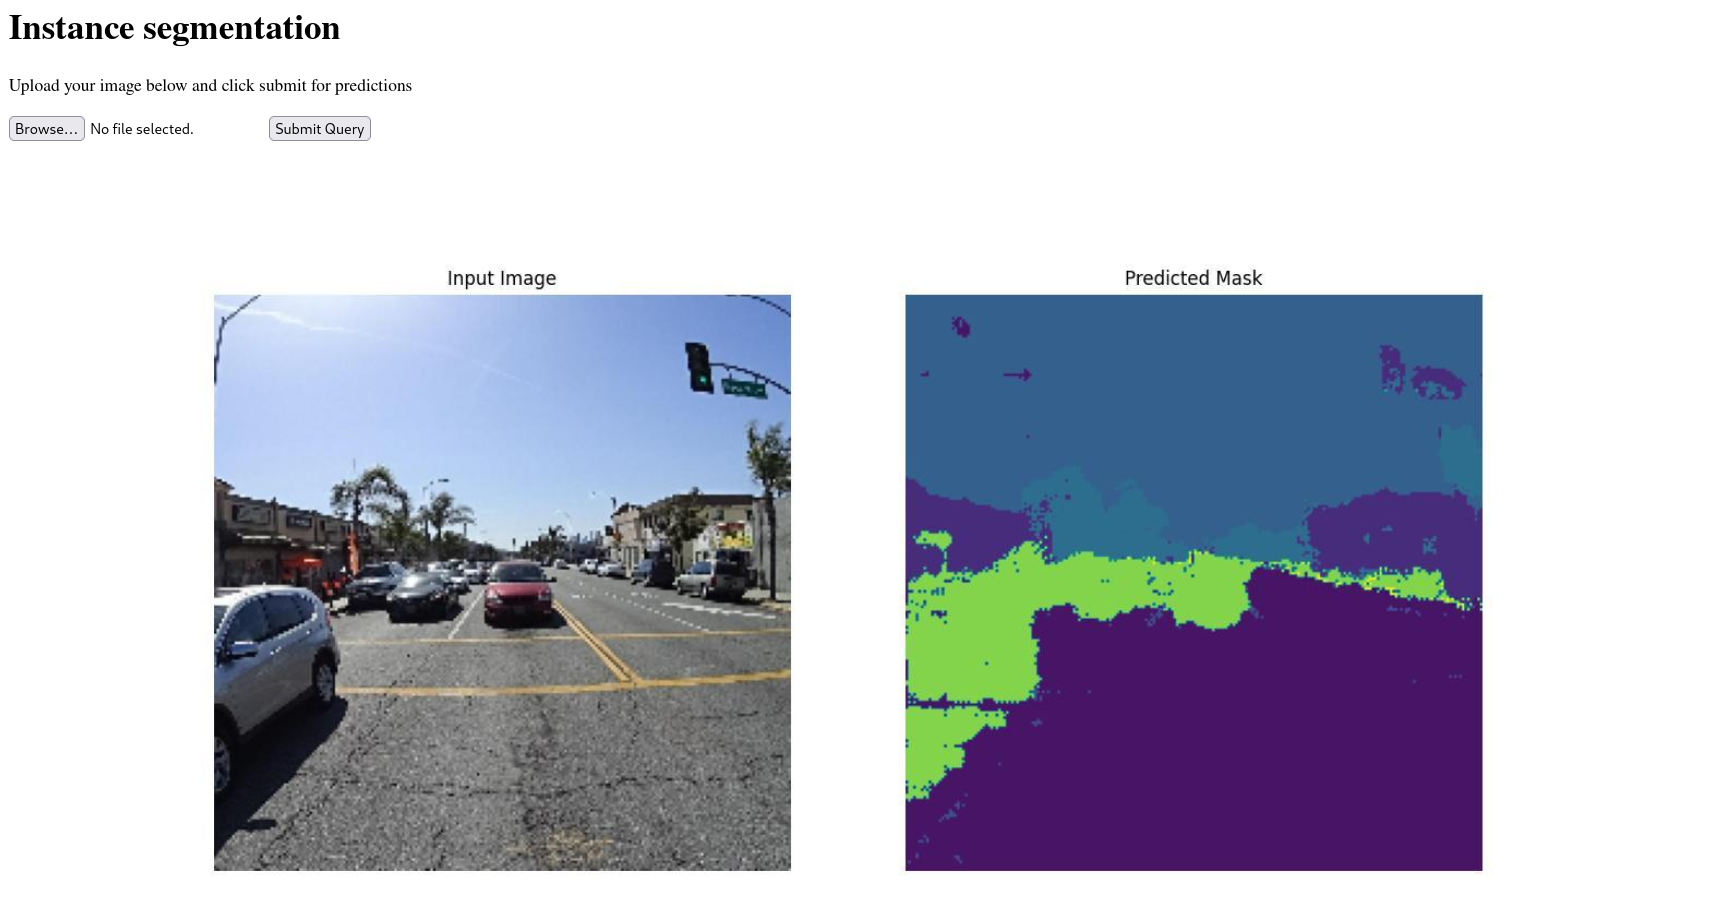 Instance segmentation
Upload your image below and click submit for predictions
Browse... No file selected. Submit Query
Input Image
Predicted Mask